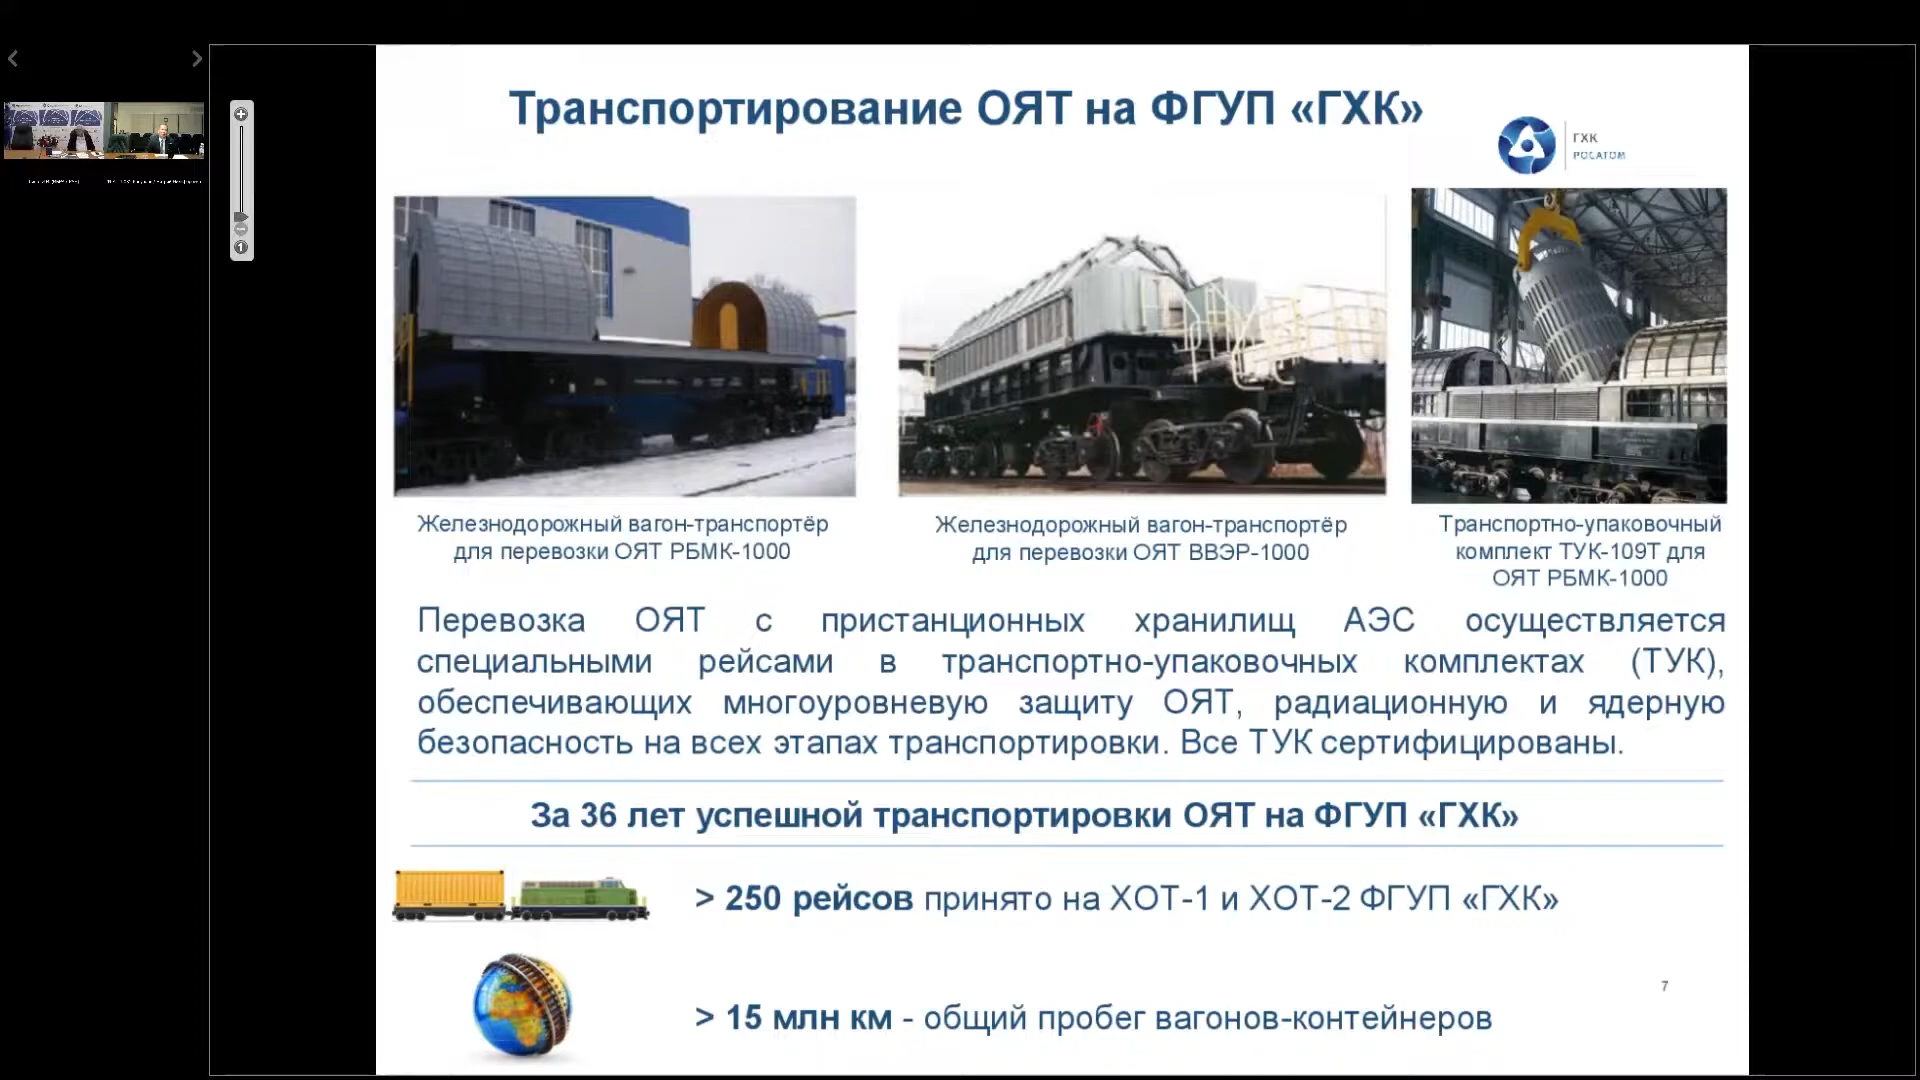 Транспортирование ОЯТ на ФГУП «ГХК»
ГХК
РОСАТОМ
Железнодорожный вагон-транспортёр
для перевозки ОЯТ РБМК-1000
Железнодорожный вагон-транспортёр
для перевозки ОЯТ ВВЭР-1000
Транспортно-упаковочный
комплект ТУК-109Т для
ОЯТ РБМК-1000
Перевозка ОЯТ с пристанционных хранилищ АЭС осуществляется
специальными рейсами в транспортно-упаковочных комплектах (ТУК),
обеспечивающих многоуровневую защиту ОЯТ, радиационную и ядерную
безопасность на всех этапах транспортировки. Все ТУК сертифицированы.
За 36 лет успешной транспортировки ОЯТ на ФГУП «ГХК»
> 250 рейсов принято на ХОТ-1 и ХОТ-2 ФГУП «ГХК»
> 15 млн км - общий пробег вагонов-контейнеров
7
1